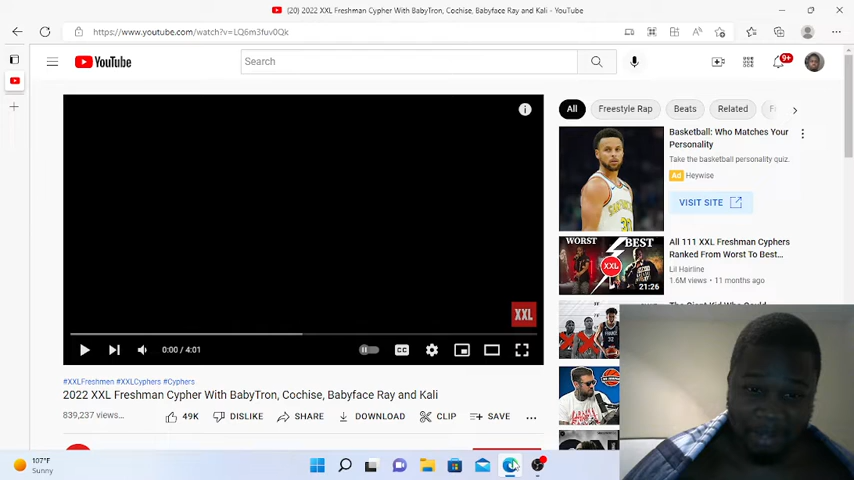 (20) 2022 XXL Freshman Cypher With BabyTron, Cochise, Babyface Ray and Kali - YouTube
https://www.youtube.com/watch?v=LQ6m3fuv0Qk
YouTube
Search
9+
All
Freestyle Rap
Beats
Related
Basketball: Who Matches Your
Personality
Take the basketball personality quiz.
Ad Heywise
VISIT SITE
WORST
BEST
XXL
21:26
All 111 XXL Freshman Cyphers
Ranked From Worst To Best...
Lil Hairline
1.6M views • 11 months ago
XXL
0:00 / 4:01
CC
#XXLFreshmen #XXLCyphers #Cyphers
2022 XXL Freshman Cypher With BabyTron, Cochise, Babyface Ray and Kali
839,237 views...
49K
DISLIKE
SHARE
DOWNLOAD
CLIP
SAVE
107°F
Sunny